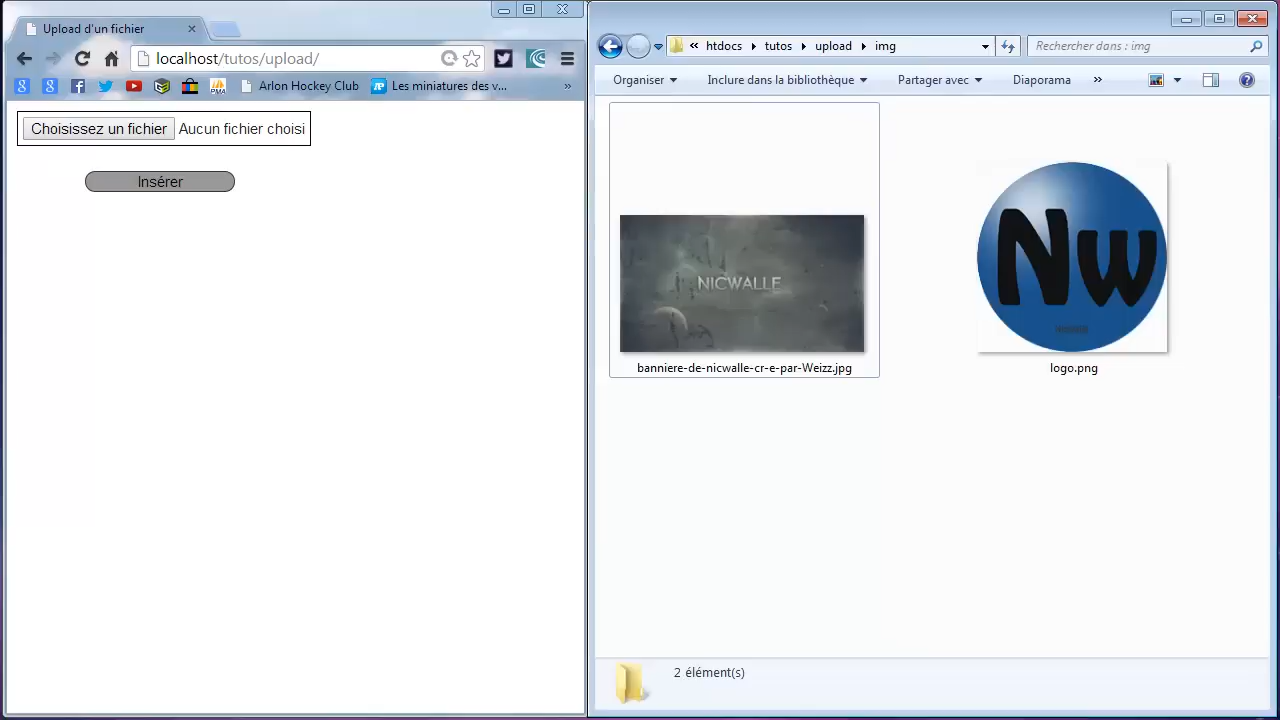 Upload d'un fichier
localhost/tutos/upload/
PMA
Arlon Hockey Club
Les miniatures des v...
»
Choisissez un fichier Aucun fichier choisi
Insérer
« htdocs tutos upload img
Rechercher dans : img
Organiser Inclure dans la bibliothèque Partager avec Diaporama »
NICWALLE
Nw
banniere-de-nicwalle-cr-e-par-Weizz.jpg
logo.png
2 élément(s)